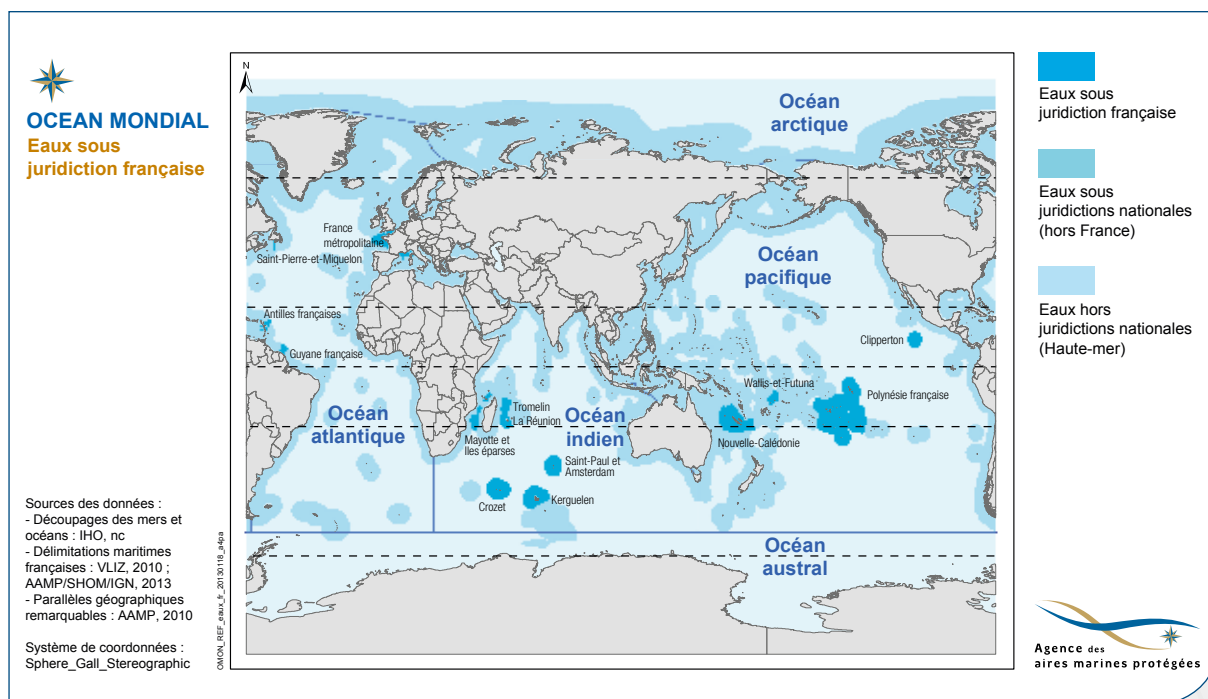 OCEAN MONDIAL
Eaux sous
juridiction française
N
Océan
arctique
France
métropolitaine
Saint-Pierre-et-Miquelon
Océan
pacifique
Antilles françaises
Guyane française
Clipperton
Wallis-et-Futuna
Polynésie française
Océan
atlantique
Tromelin
La Réunion
Océan
indien
Mayotte et
Iles éparses
Nouvelle-Calédonie
Saint-Paul et
Amsterdam
Crozet
Kerguelen
Océan
austral
Eaux sous
juridiction française
Eaux sous
juridictions nationales
(hors France)
Eaux hors
juridictions nationales
(Haute-mer)
Sources des données :
- Découpages des mers et
océans : IHO, nc
- Délimitations maritimes
françaises : VLIZ, 2010 ;
AAMP/SHOM/IGN, 2013
- Parallèles géographiques
remarquables : AAMP, 2010
Système de coordonnées :
Sphere_Gall_Stereographic
OMON_REF_eaux_fr_20130118_a4pa
Agence des
aires marines protégées